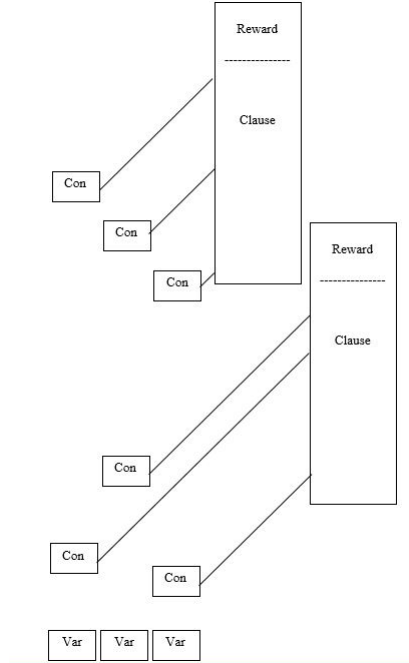 Reward
---------------
Clause
Con
Con
Con
Reward
---------------
Clause
Con
Con
Con
Var Var Var